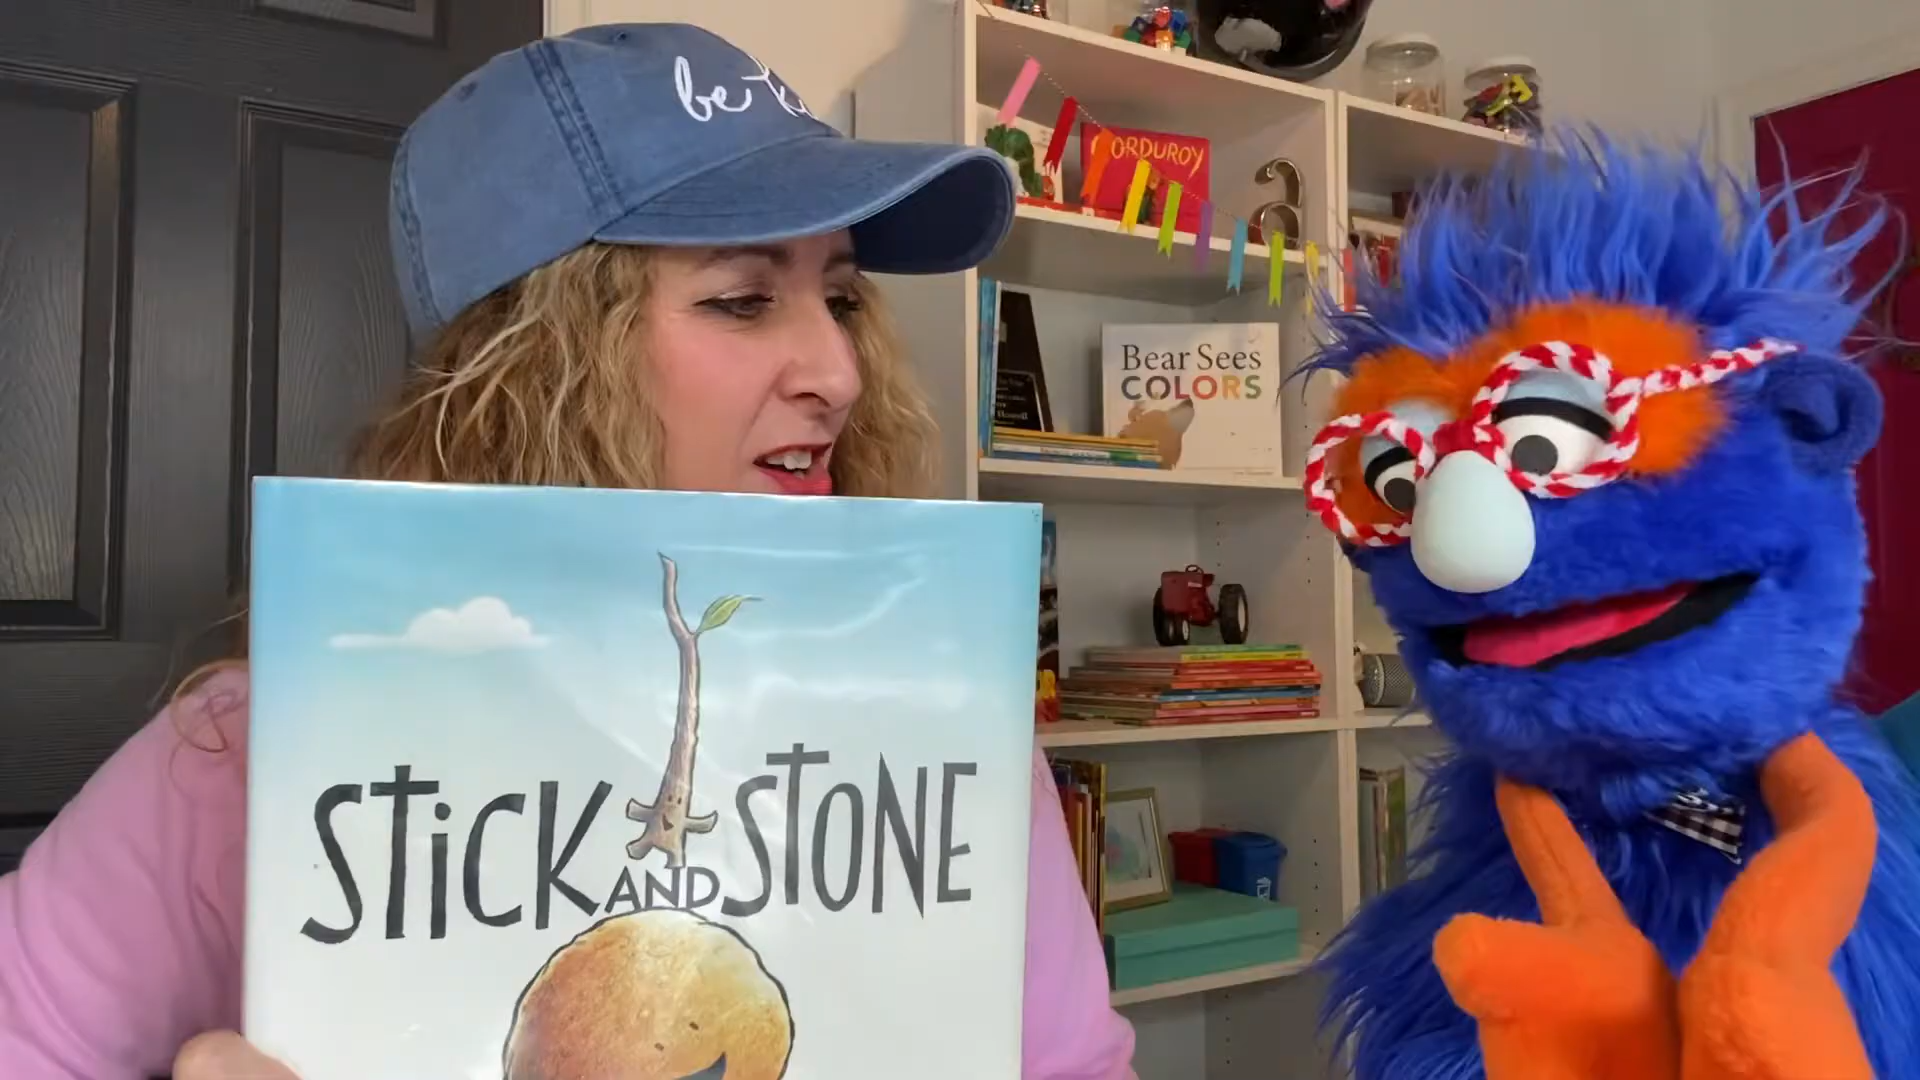 be
CORDUROY
a
Bear Sees
COLORS
STiCK
AND
STONE